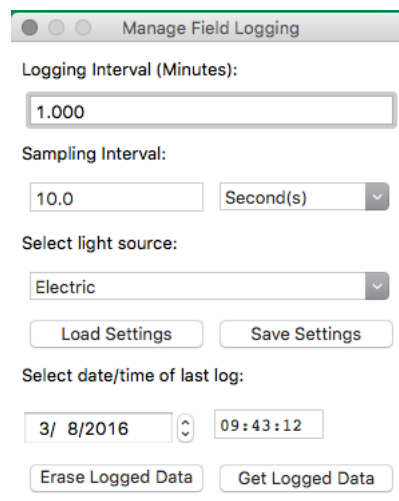 Manage Field Logging
Logging Interval (Minutes):
1.000
Sampling Interval:
10.0 Second(s)
Select light source:
Electric
Load Settings Save Settings
Select date/time of last log:
3/ 8/2016 09:43:12
Erase Logged Data Get Logged Data